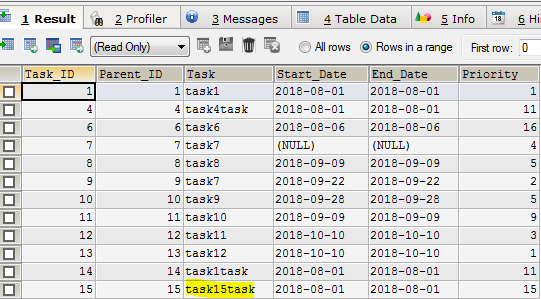 1 Result 2 Profiler 3 Messages 4 Table Data 5 Info 6
(Read Only) All rows Rows in a range First row: 0
Task_ID Parent_ID Task Start_Date End_Date Priority
1 1 task1 2018-08-01 2018-08-01 1
4 4 task4task 2018-08-01 2018-08-01 11
6 6 task6 2018-08-06 2018-08-06 16
7 7 task7 (NULL) (NULL) 4
8 8 task8 2018-09-09 2018-09-09 5
9 9 task7 2018-09-22 2018-09-22 2
10 10 task9 2018-09-28 2018-09-28 5
11 11 task10 2018-09-09 2018-09-09 9
12 12 task11 2018-10-10 2018-10-10 3
13 13 task12 2018-10-10 2018-10-10 1
14 14 task1task 2018-08-01 2018-08-01 11
15 15 task15task 2018-08-01 2018-08-01 15